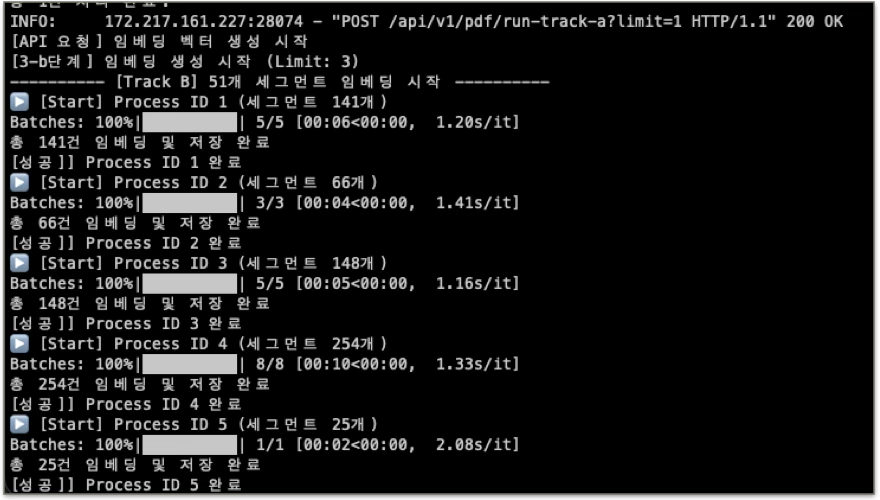 총 1건 처리 완료.
INFO:     172.217.161.227:28074 - "POST /api/v1/pdf/run-track-a?limit=1 HTTP/1.1" 200 OK
[API 요청] 임베딩 벡터 생성 시작
[3-b단계] 임베딩 생성 시작 (Limit: 3)
---------- [Track B] 51개 세그먼트 임베딩 시작 ----------
▶️ [Start] Process ID 1 (세그먼트 141개)
Batches: 100%|██████████| 5/5 [00:06<00:00,  1.20s/it]
총 141건 임베딩 및 저장 완료
[성공]] Process ID 1 완료
▶️ [Start] Process ID 2 (세그먼트 66개)
Batches: 100%|██████████| 3/3 [00:04<00:00,  1.41s/it]
총 66건 임베딩 및 저장 완료
[성공]] Process ID 2 완료
▶️ [Start] Process ID 3 (세그먼트 148개)
Batches: 100%|██████████| 5/5 [00:05<00:00,  1.16s/it]
총 148건 임베딩 및 저장 완료
[성공]] Process ID 3 완료
▶️ [Start] Process ID 4 (세그먼트 254개)
Batches: 100%|██████████| 8/8 [00:10<00:00,  1.33s/it]
총 254건 임베딩 및 저장 완료
[성공]] Process ID 4 완료
▶️ [Start] Process ID 5 (세그먼트 25개)
Batches: 100%|██████████| 1/1 [00:02<00:00,  2.08s/it]
총 25건 임베딩 및 저장 완료
[성공]] Process ID 5 완료